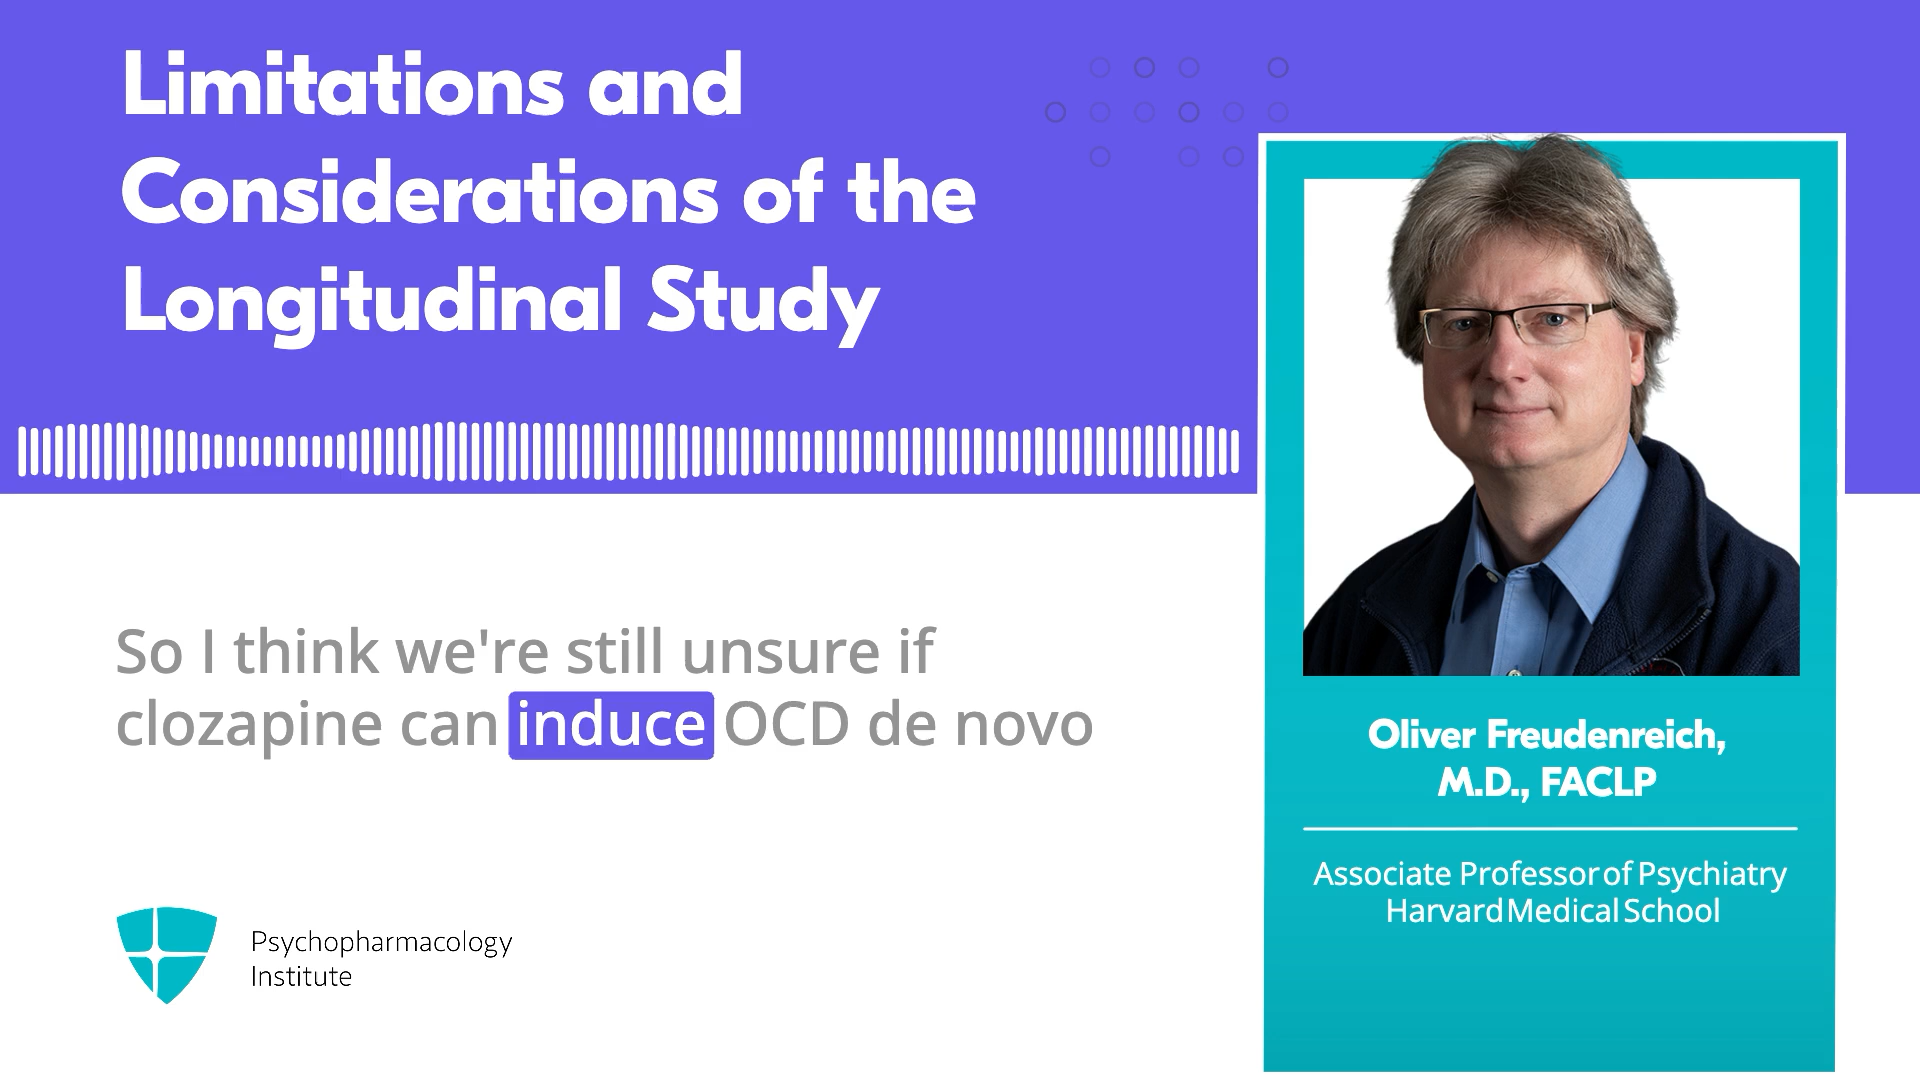 Limitations and
Considerations of the
Longitudinal Study
So I think we're still unsure if
clozapine can induce OCD de novo
Psychopharmacology
Institute
Oliver Freudenreich,
M.D., FACLP
Associate Professor of Psychiatry
Harvard Medical School